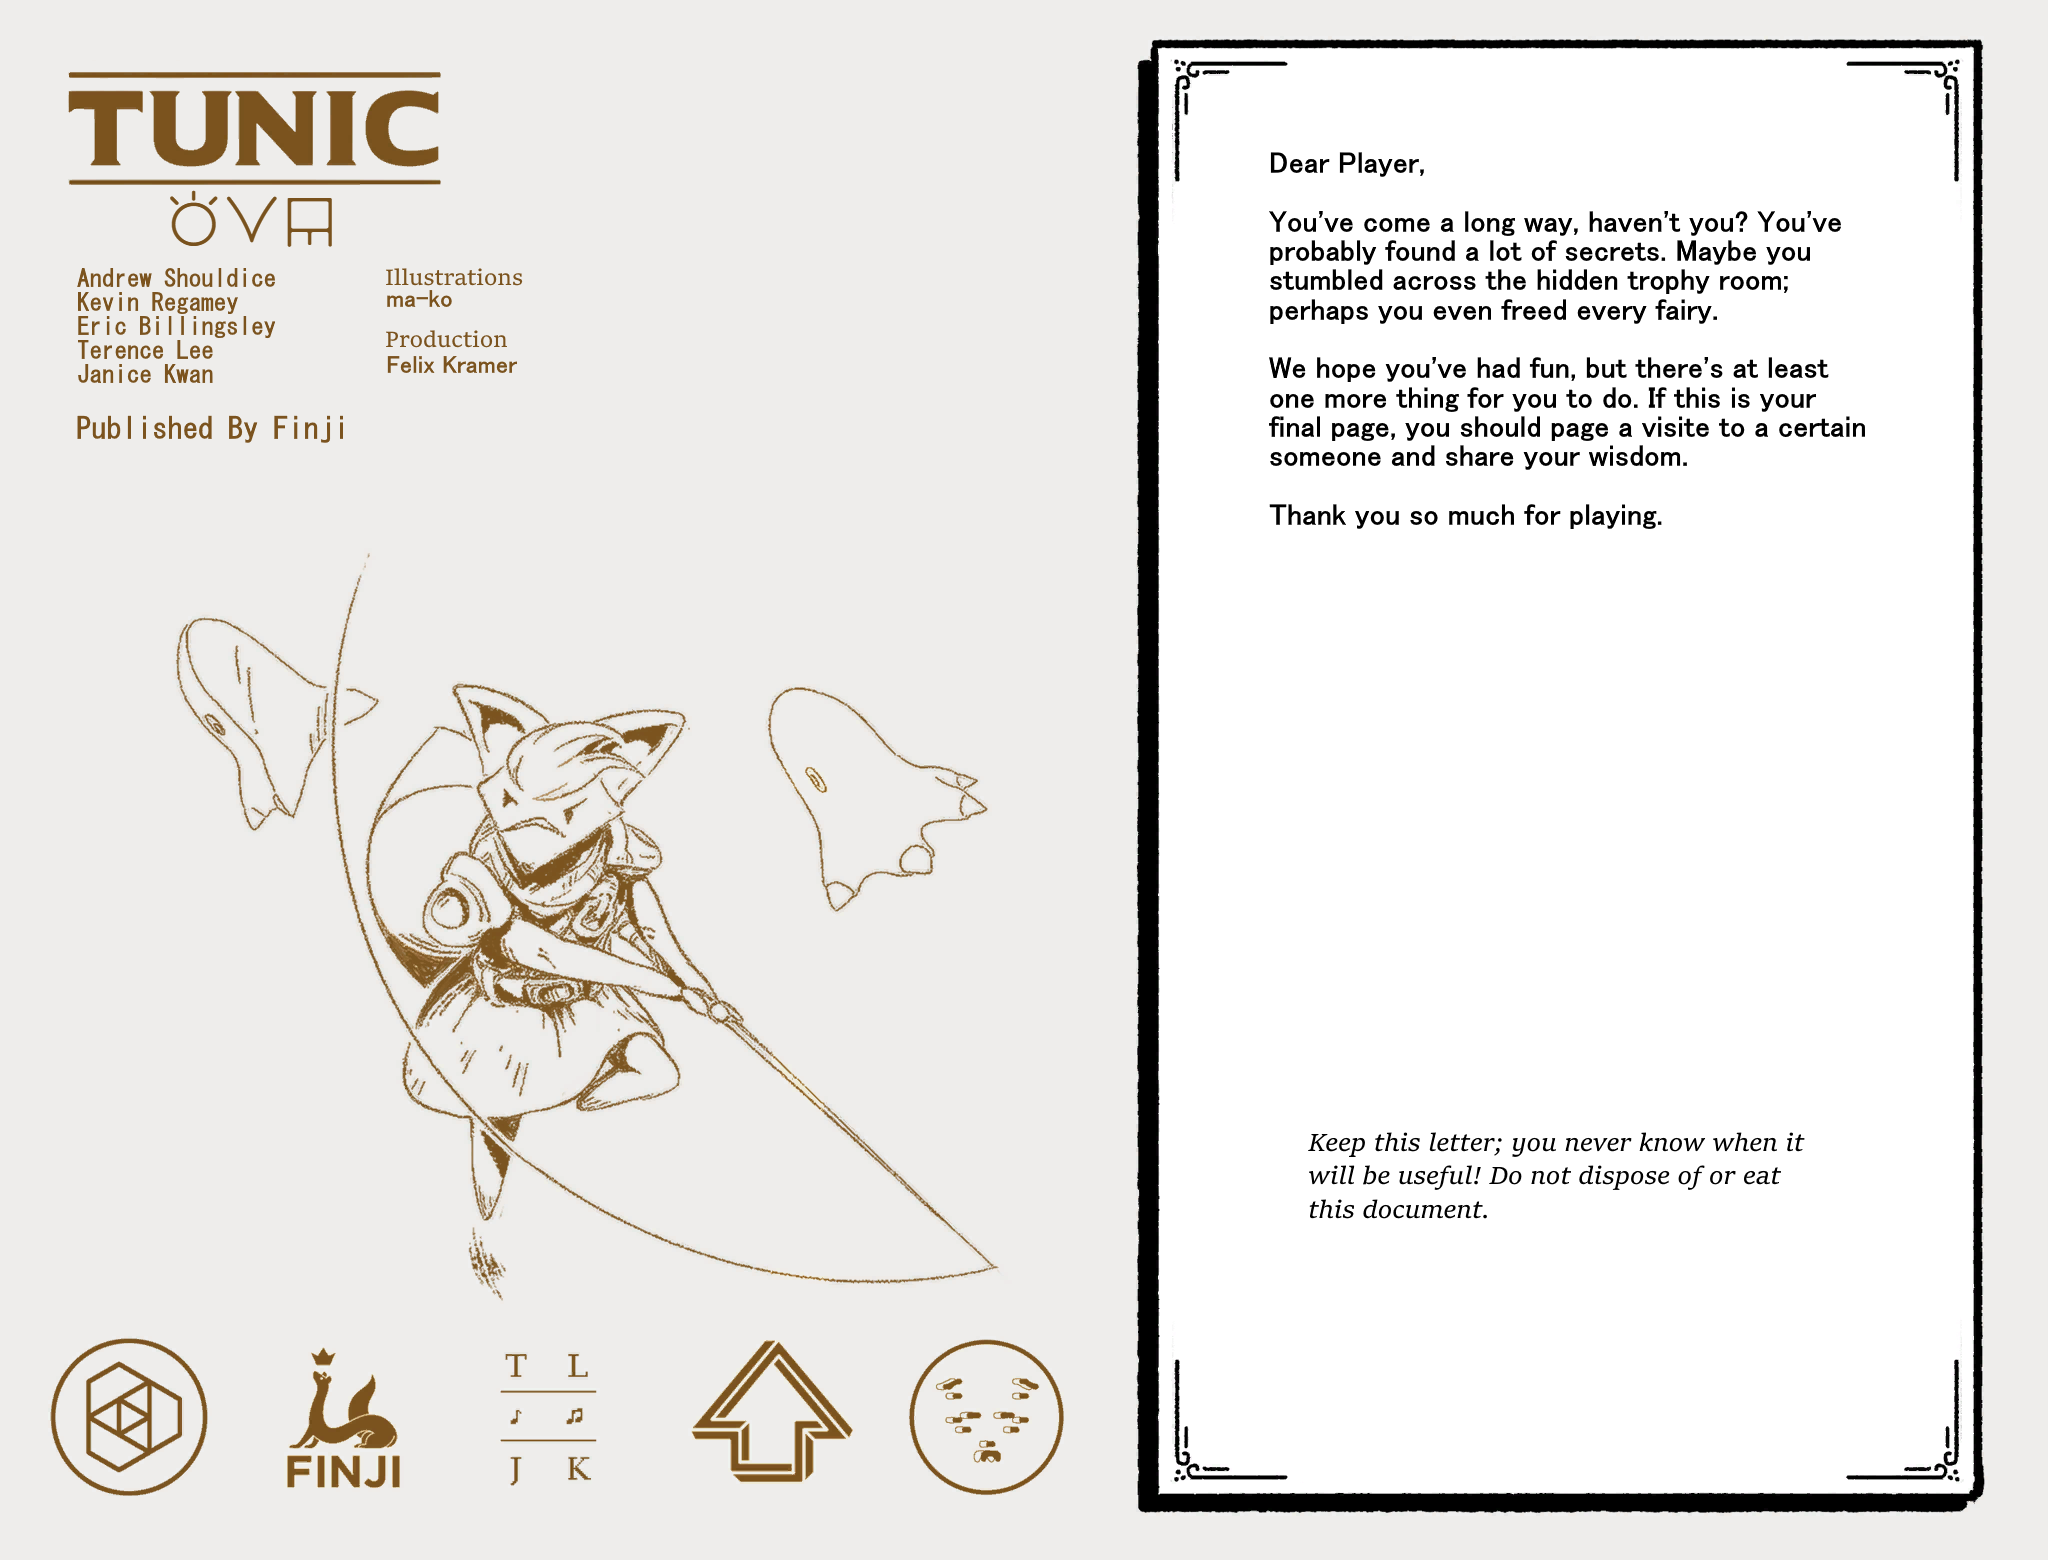 TUNIC
Andrew Shouldice
Kevin Regamey
Eric Billingsley
Terence Lee
Janice Kwan
Illustrations
ma-ko
Production
Felix Kramer
Published By Finji
FINJI
T L
J K
Dear Player,
You've come a long way, haven't you? You've
probably found a lot of secrets. Maybe you
stumbled across the hidden trophy room;
perhaps you even freed every fairy.
We hope you've had fun, but there's at least
one more thing for you to do. If this is your
final page, you should page a visite to a certain
someone and share your wisdom.
Thank you so much for playing.
Keep this letter; you never know when it
will be useful! Do not dispose of or eat
this document.